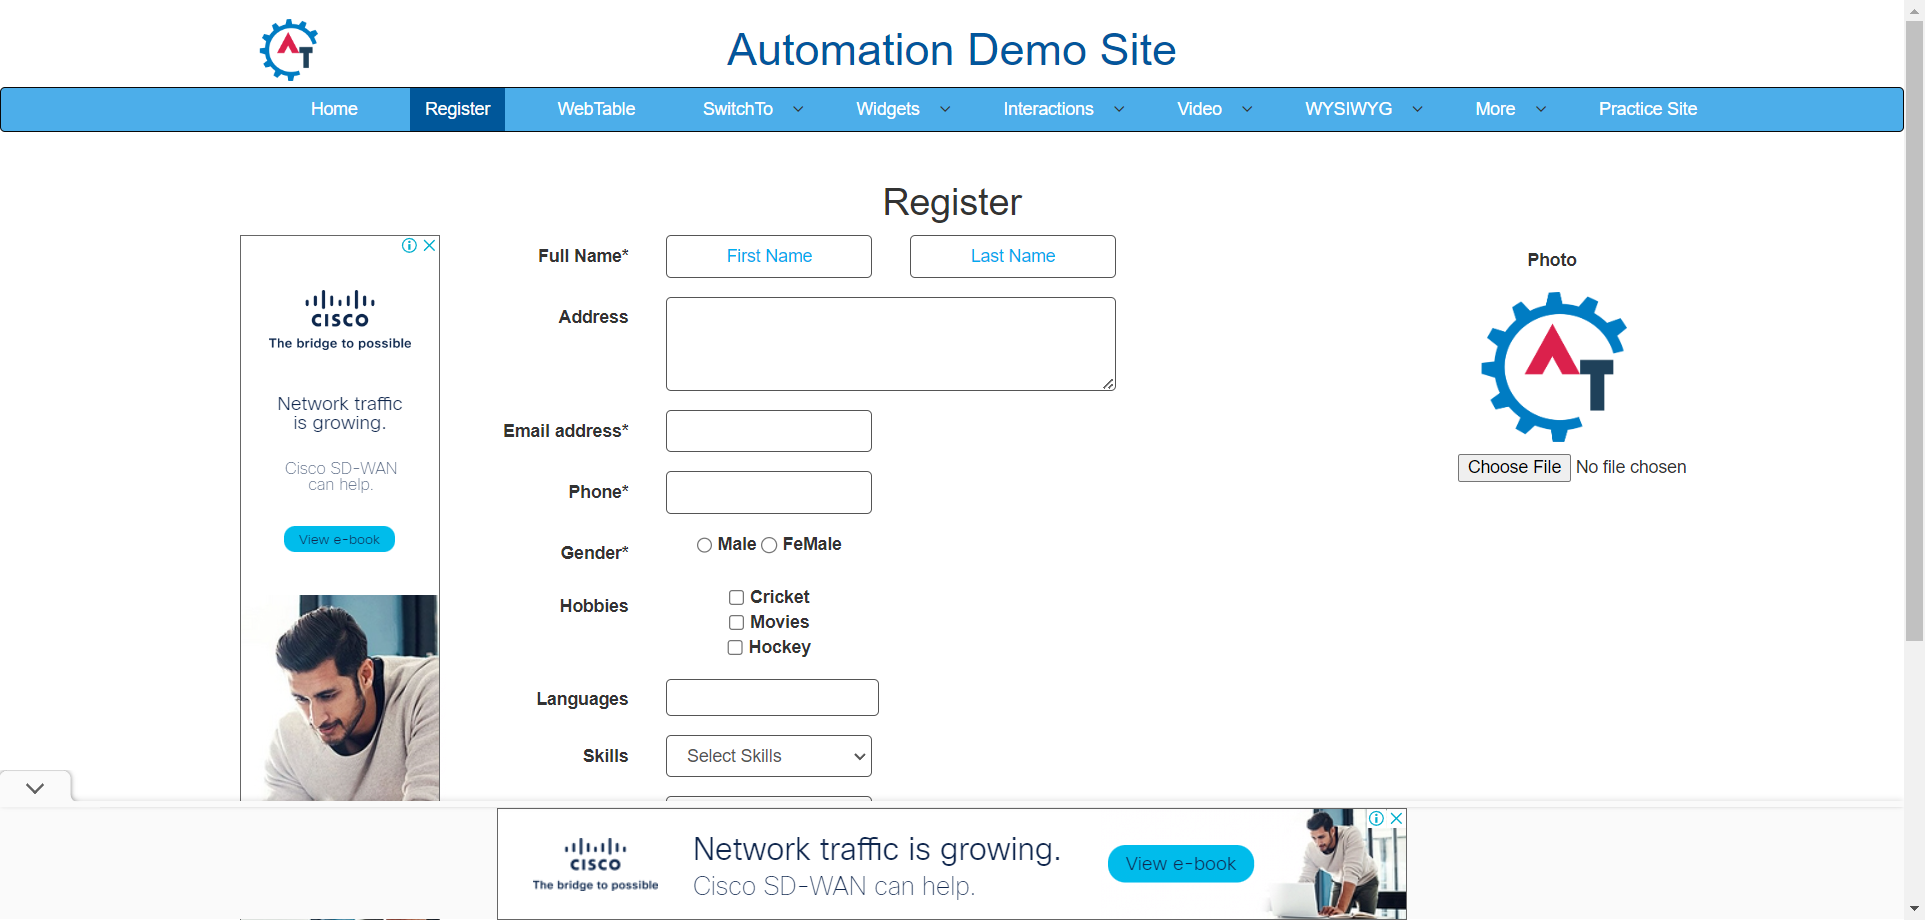 AT
Automation Demo Site
Home Register WebTable SwitchTo Widgets Interactions Video WYSIWYG More Practice Site
Register
CISCO
The bridge to possible
Network traffic
is growing.
Cisco SD-WAN
can help.
View e-book
Full Name* First Name Last Name
Address
Email address*
Phone*
Gender* Male FeMale
Hobbies Cricket
Movies
Hockey
Languages
Skills Select Skills
Photo
AT
Choose File No file chosen
CISCO
The bridge to possible
Network traffic is growing.
Cisco SD-WAN can help.
View e-book